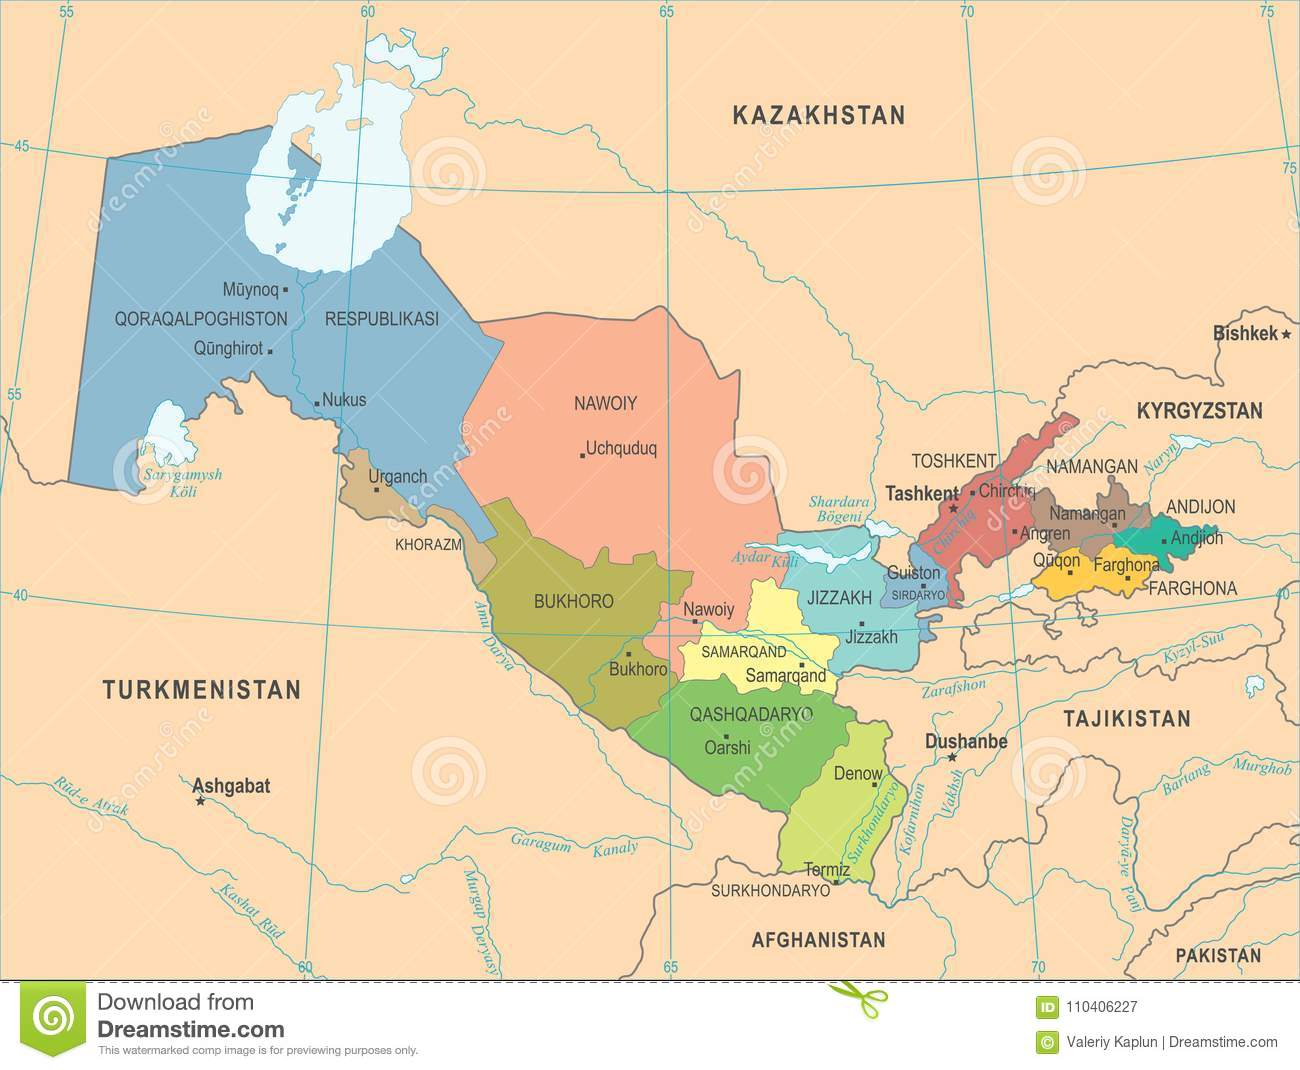 55
60
65
70
75
KAZAKHSTAN
45
75
Mūynoq
QORAQALPOGHISTON RESPUBLIKASI
Qūnghirot
Bishkek
55
Nukus
NAWOIY
KYRGYZSTAN
Uchquduq
TOSHKENT
NAMANGAN
Naryn
Sarygamysh
Köli
Urganch
Tashkent
Chirchiq
Shardara
Bögeni
Namangan
ANDIJON
Chirchiq
Angren
Andijon
KHORAZM
Aydar Küli
Qūqon
Farghona
Guiston
FARGHONA
40
BUKHORO
JIZZAKH
SIRDARYO
40
Nawoiy
Jizzakh
Amu Darya
SAMARQAND
Bukhoro
Samarqand
Kyzyl-Suu
TURKMENISTAN
Zarafshon
QASHQADARYO
TAJIKISTAN
Oarshi
Dushanbe
Ashgabat
Denow
Bartang
Murghob
Rūd-e Atrak
Surkhondaryo
Kofarnihon
Vakhsh
Garagum Kanaly
Daryā-ye Panj
Termiz
SURKHONDARYO
Kashat Rūd
Murgap Deryasy
AFGHANISTAN
PAKISTAN
60
65
70
dreamstime
Download from
Dreamstime.com
This watermarked comp image is for previewing purposes only.
ID 110406227
© Valeriy Kaplun | Dreamstime.com